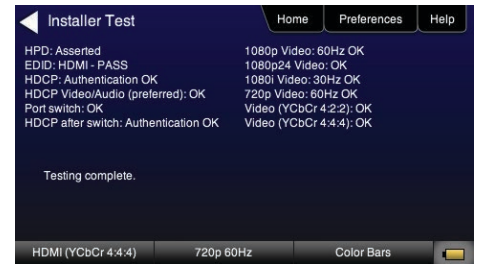 Installer Test
Home
Preferences
Help
HPD: Asserted
EDID: HDMI - PASS
HDCP: Authentication OK
HDCP Video/Audio (preferred): OK
Port switch: OK
HDCP after switch: Authentication OK
1080p Video: 60Hz OK
1080p24 Video: OK
1080i Video: 30Hz OK
720p Video: 60Hz OK
Video (YCbCr 4:2:2): OK
Video (YCbCr 4:4:4): OK
Testing complete.
HDMI (YCbCr 4:4:4)
720p 60Hz
Color Bars